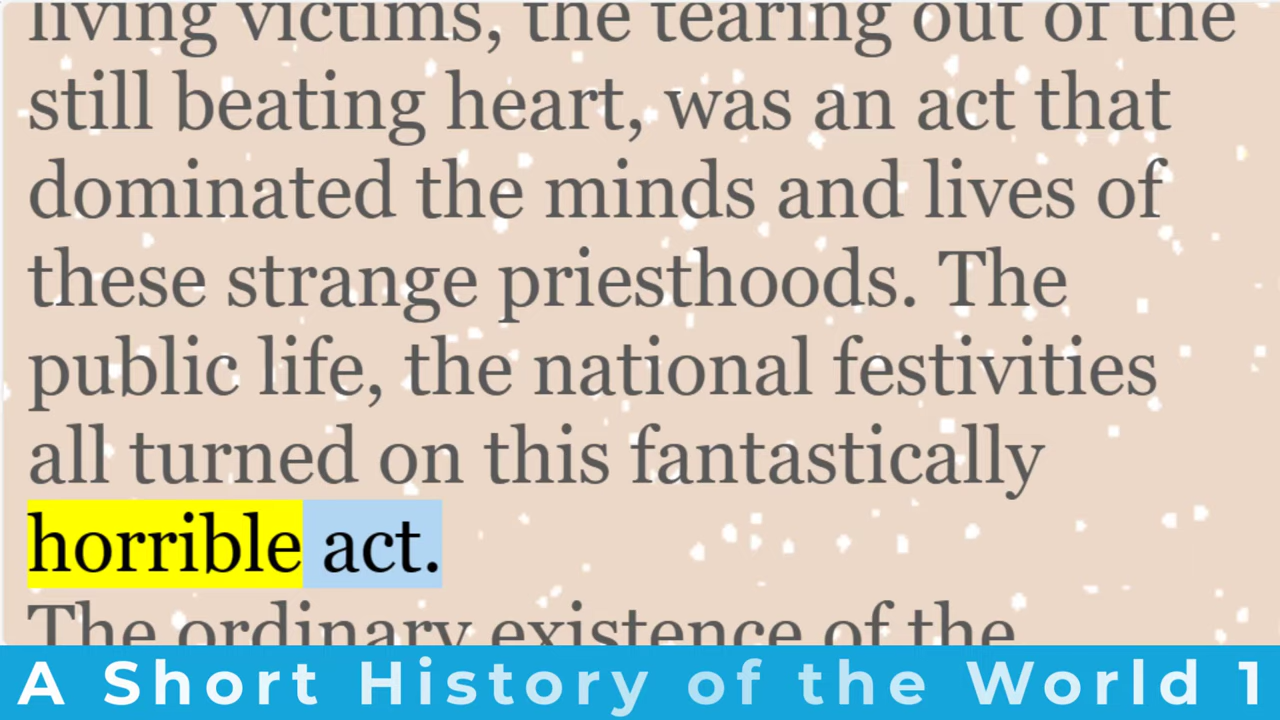 living victims, the tearing out of the
still beating heart, was an act that
dominated the minds and lives of
these strange priesthoods. The
public life, the national festivities
all turned on this fantastically
horrible act.
The ordinary existence of the
A Short History of the World 1